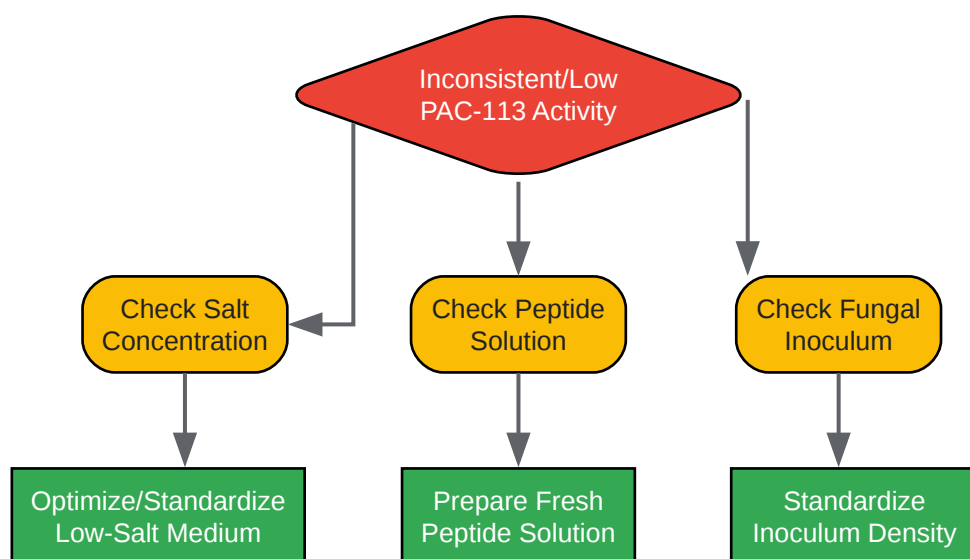 Inconsistent/Low
PAC-113 Activity
Check Salt
Concentration
Check Peptide
Solution
Check Fungal
Inoculum
Optimize/Standardize
Low-Salt Medium
Prepare Fresh
Peptide Solution
Standardize
Inoculum Density